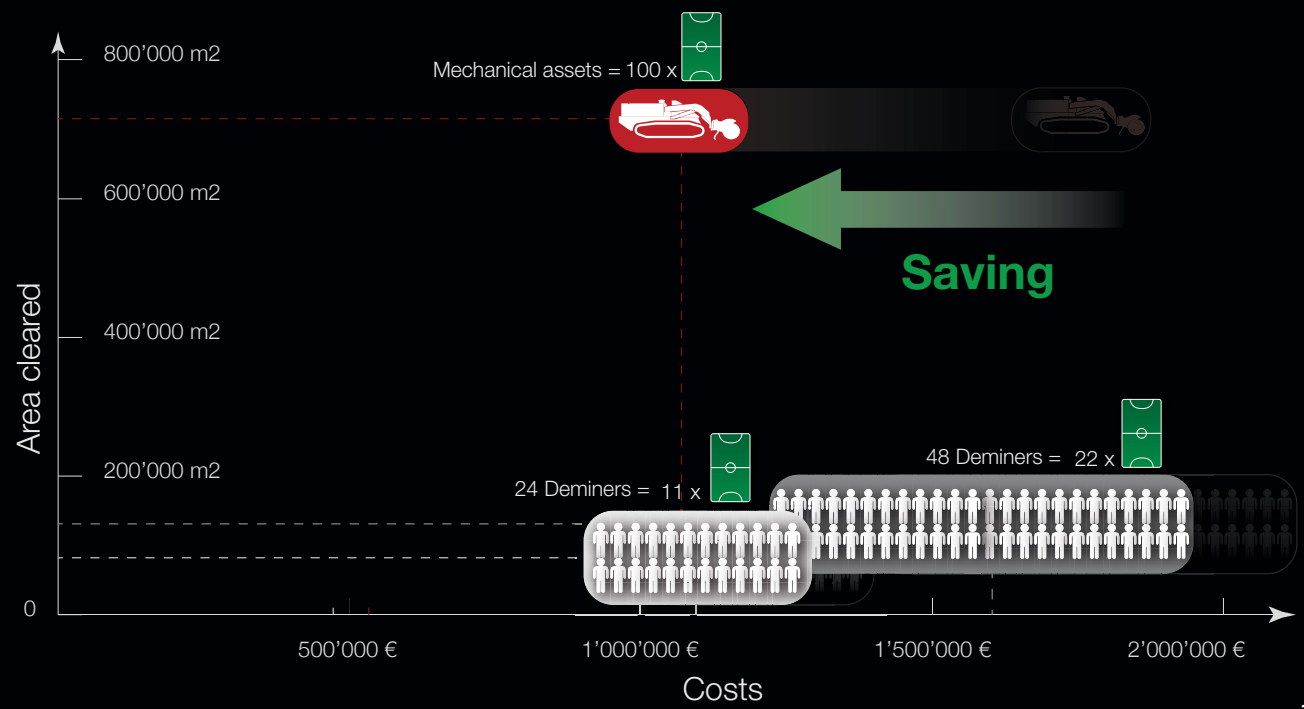 800’000 m2
Mechanical assets = 100 x
600’000 m2
Saving
400’000 m2
Area cleared
200’000 m2
48 Deminers = 22 x
24 Deminers = 11 x
0
500’000 €
1’000’000 €
1’500’000 €
2’000’000 €
Costs